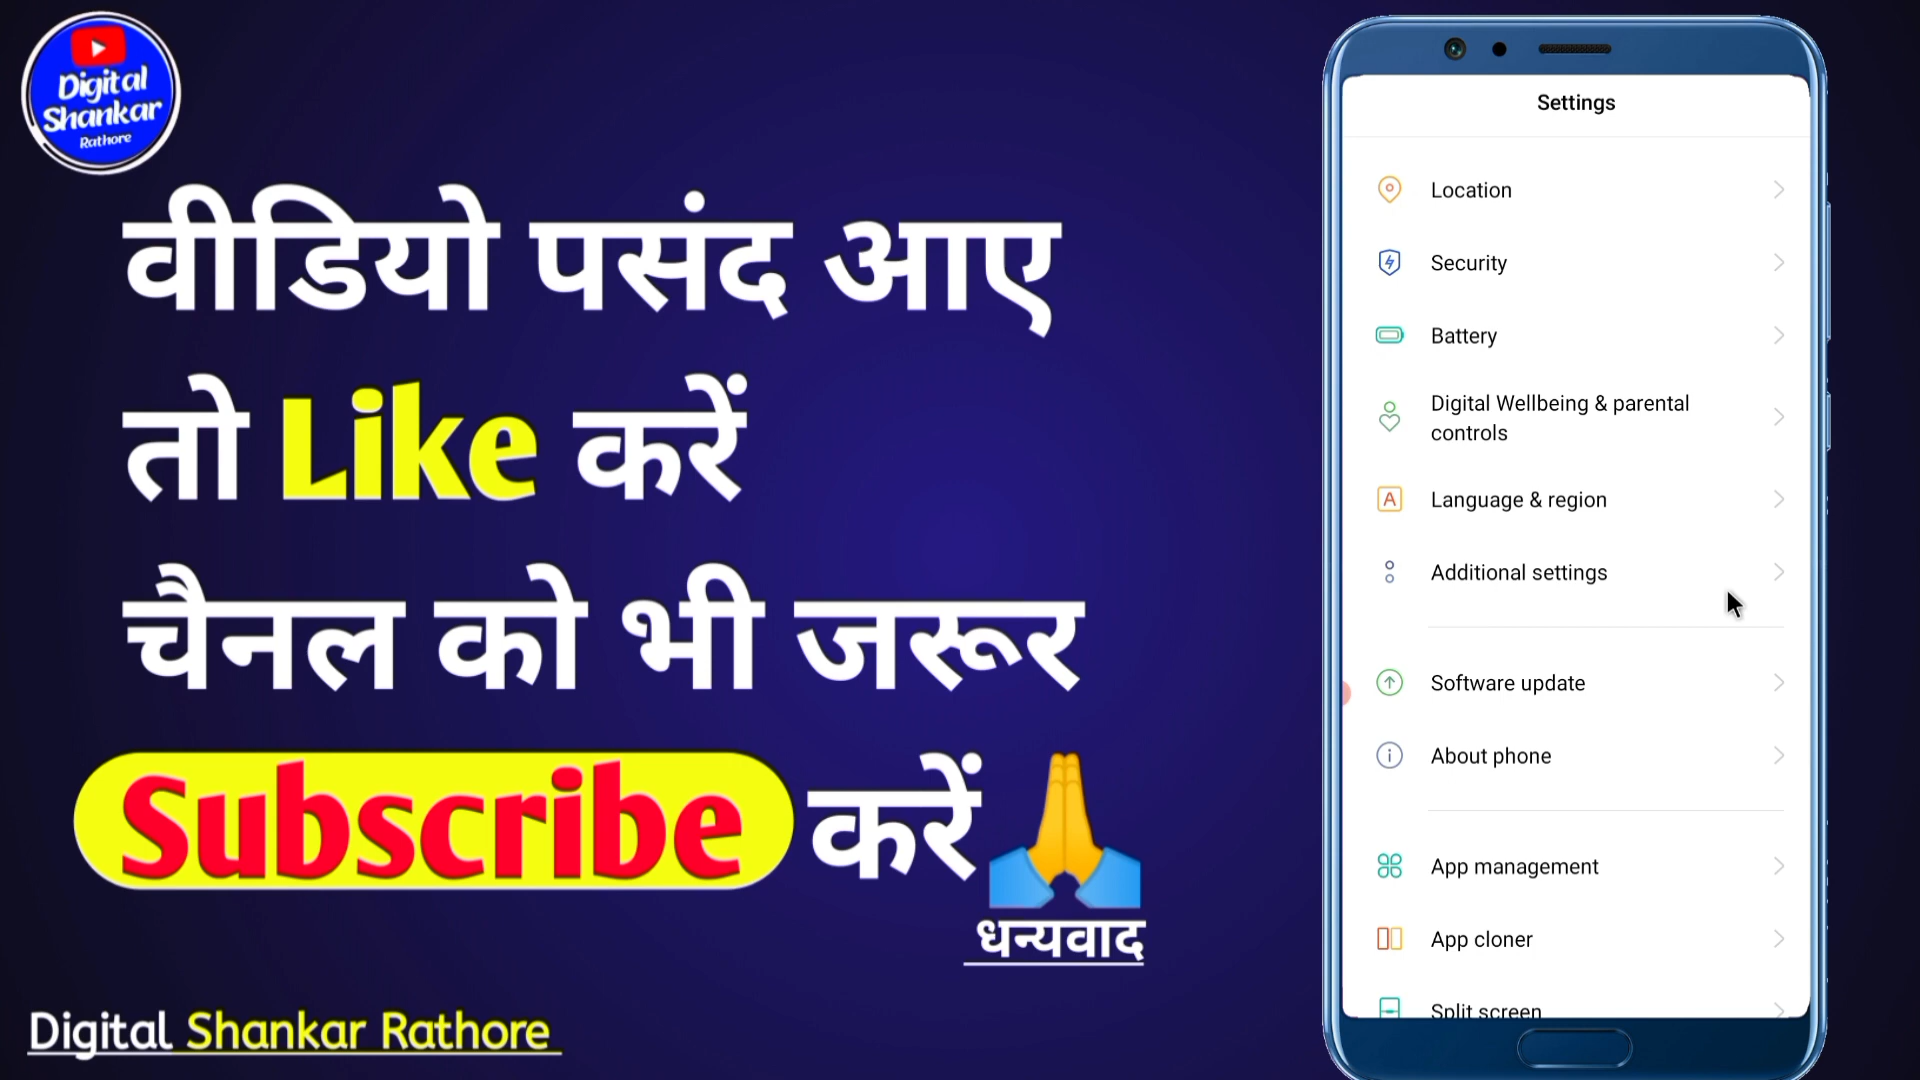 Digital
Shankar
Rathore
वीडियो पसंद आए
तो Like करें
चैनल को भी जरूर
Subscribe करें
धन्यवाद
Digital Shankar Rathore
Settings
Location
Security
Battery
Digital Wellbeing & parental
controls
Language & region
Additional settings
Software update
About phone
App management
App cloner
Split screen